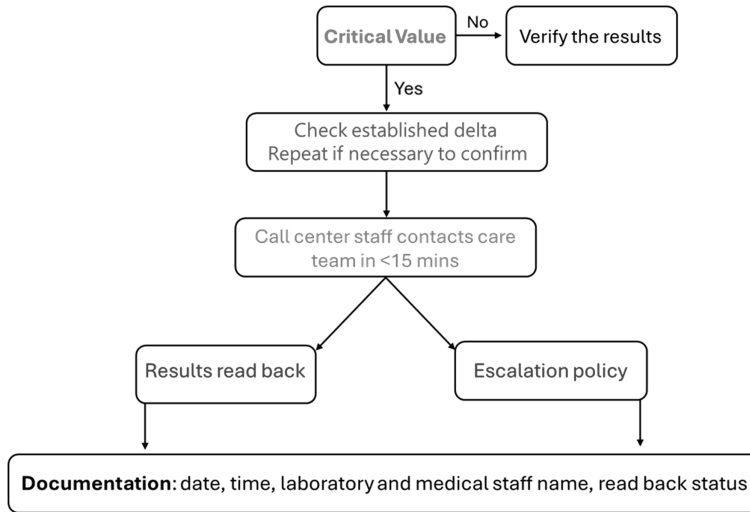 Critical Value
No
Verify the results
Yes
Check established delta
Repeat if necessary to confirm
Call center staff contacts care
team in <15 mins
Results read back
Escalation policy
Documentation: date, time, laboratory and medical staff name, read back status